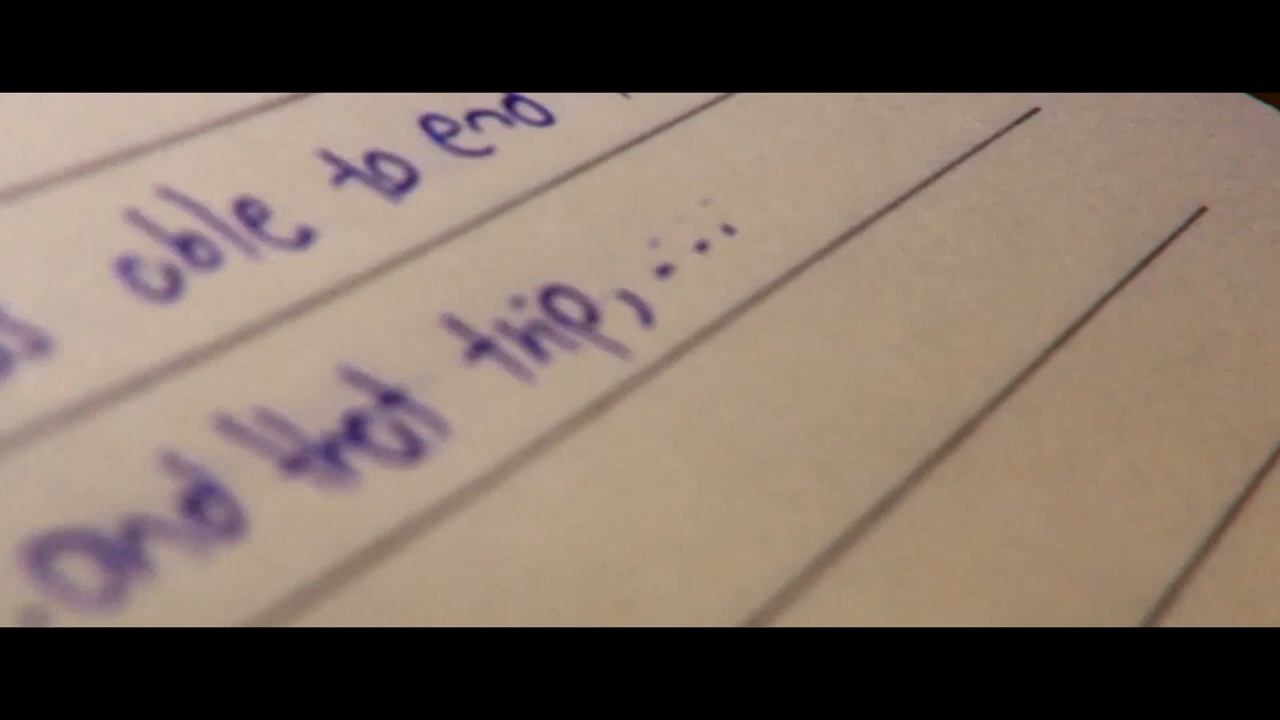 able to end
. and that trip, ...